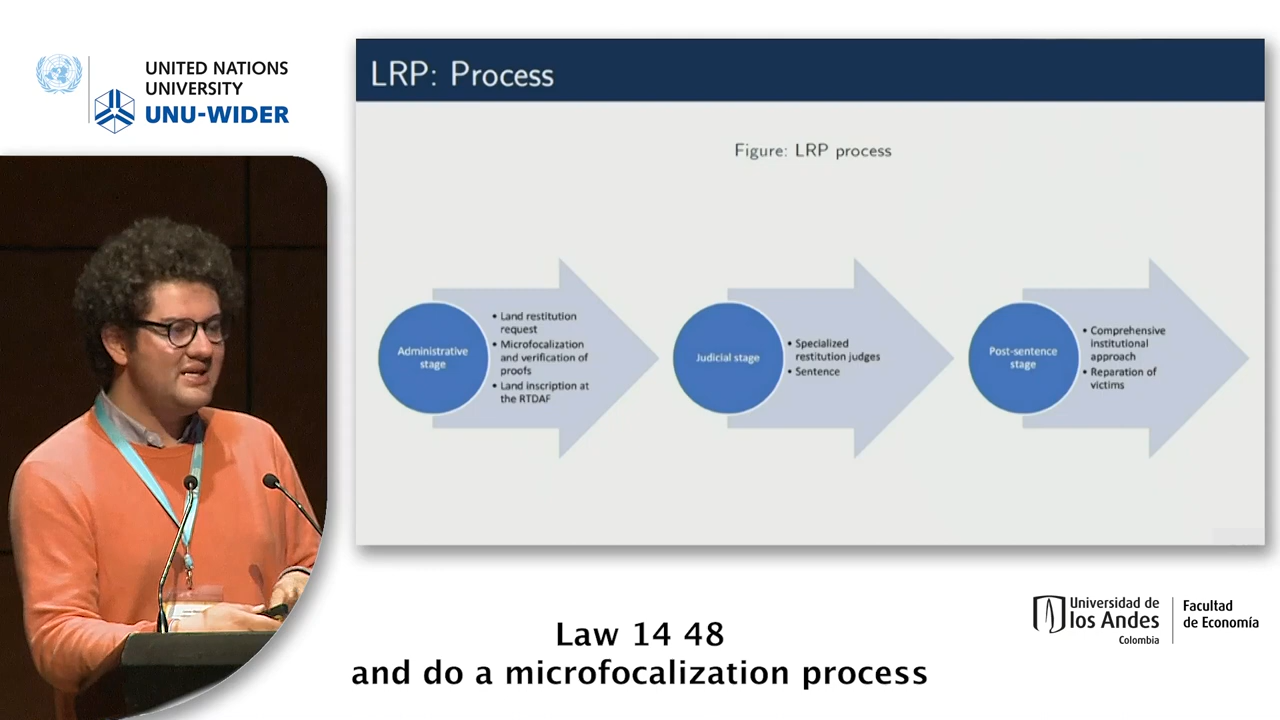 UNITED NATIONS
UNIVERSITY
UNU-WIDER
LRP: Process
Figure: LRP process
Administrative
stage
• Land restitution
request
• Microfocalization
and verification of
proofs
• Land inscription at
the RTDAF
Judicial stage
• Specialized
restitution judges
• Sentence
Post-sentence
stage
• Comprehensive
institutional
approach
• Reparation of
victims
Universidad de
los Andes
Colombia
Facultad
de Economía
Law 14 48
and do a microfocalization process